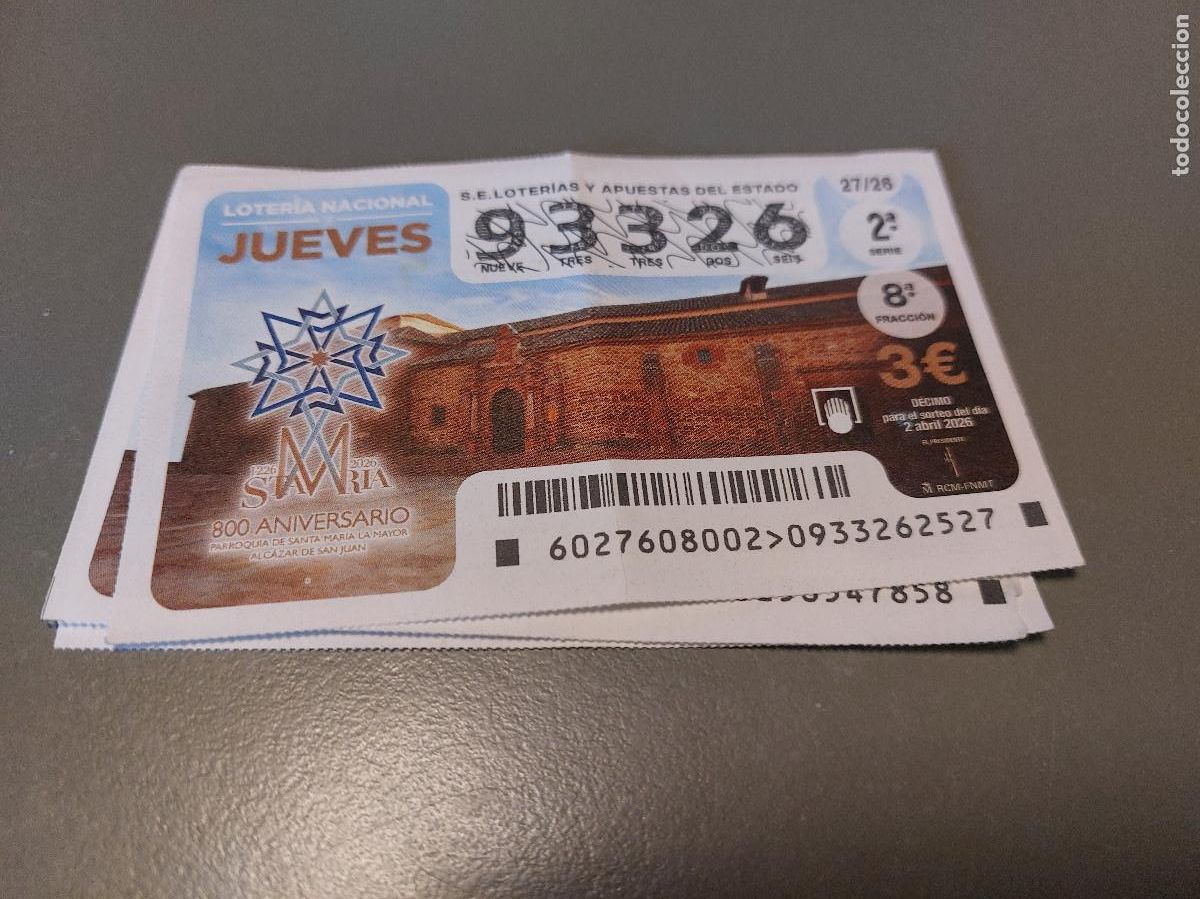 LOTERÍA NACIONAL
JUEVES
S.E.LOTERÍAS Y APUESTAS DEL ESTADO
93326
NUEVE TRES TRES DOS SEIS
27/26
2ª
SERIE
8ª
FRACCIÓN
3€
DÉCIMO
para el sorteo del día
2 abril 2026
EL PRESIDENTE
RCM-FNMT
1226 2026
STA MARIA
800 ANIVERSARIO
PARROQUIA DE SANTA MARÍA LA MAYOR
ALCÁZAR DE SAN JUAN
6027608002>0933262527
47858
todocoleccion